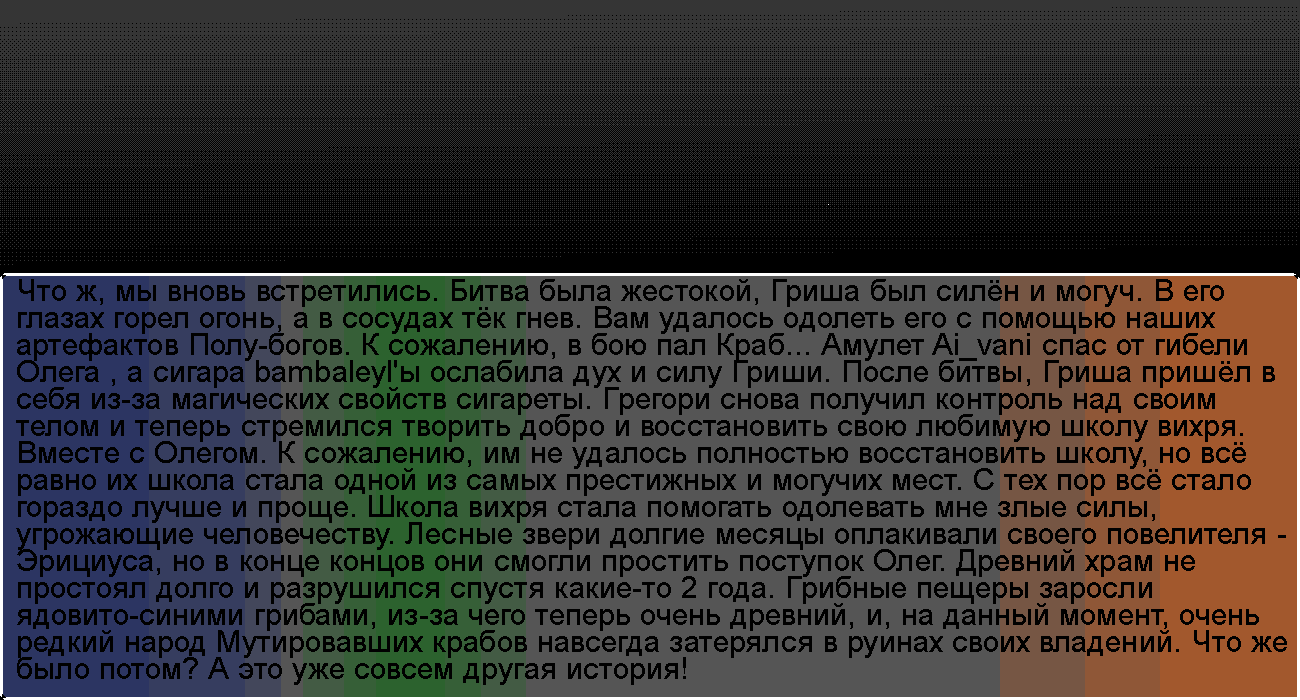 Что ж, мы вновь встретились. Битва была жестокой, Гриша был силён и могуч. В его
глазах горел огонь, а в сосудах тёк гнев. Вам удалось одолеть его с помощью наших
артефактов Полу-богов. К сожалению, в бою пал Краб... Амулет Ai_vani спас от гибели
Олега , а сигара bambaleyl'ы ослабила дух и силу Гриши. После битвы, Гриша пришёл в
себя из-за магических свойств сигареты. Грегори снова получил контроль над своим
телом и теперь стремился творить добро и восстановить свою любимую школу вихря.
Вместе с Олегом. К сожалению, им не удалось полностью восстановить школу, но всё
равно их школа стала одной из самых престижных и могучих мест. С тех пор всё стало
гораздо лучше и проще. Школа вихря стала помогать одолевать мне злые силы,
угрожающие человечеству. Лесные звери долгие месяцы оплакивали своего повелителя -
Эрициуса, но в конце концов они смогли простить поступок Олег. Древний храм не
простоял долго и разрушился спустя какие-то 2 года. Грибные пещеры заросли
ядовито-синими грибами, из-за чего теперь очень древний, и, на данный момент, очень
редкий народ Мутировавших крабов навсегда затерялся в руинах своих владений. Что же
было потом? А это уже совсем другая история!